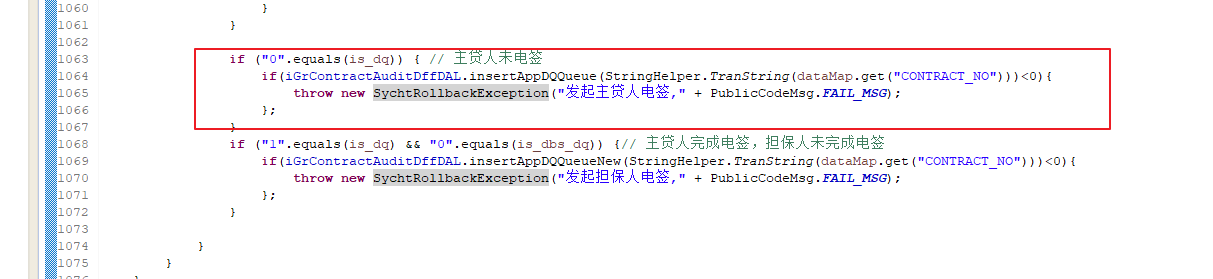 1060 }
1061 }
1062
1063 if ("0".equals(is_dq)) { // 主贷人未电签
1064 if(iGrContractAuditDffDAL.insertAppDQQueue(StringHelper.TranString(dataMap.get("CONTRACT_NO")))<0){
1065 throw new SychtRollbackException("发起主贷人电签," + PublicCodeMsg.FAIL_MSG);
1066 };
1067 }
1068 if ("1".equals(is_dq) && "0".equals(is_dbs_dq)) {// 主贷人完成电签，担保人未完成电签
1069 if(iGrContractAuditDffDAL.insertAppDQQueueNew(StringHelper.TranString(dataMap.get("CONTRACT_NO")))<0){
1070 throw new SychtRollbackException("发起担保人电签," + PublicCodeMsg.FAIL_MSG);
1071 };
1072 }
1073
1074 }
1075 }